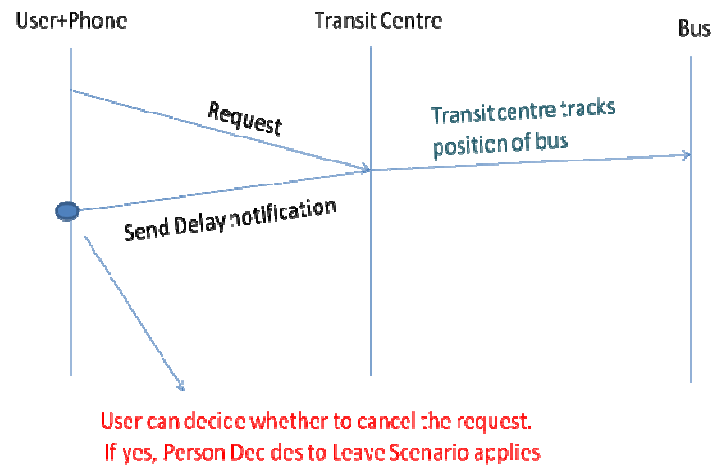 User+Phone
Transit Centre
Bus
Request
Transit centre tracks
position of bus
Send Delay notification
User can decide whether to cancel the request.
If yes, Person Decides to Leave Scenario applies